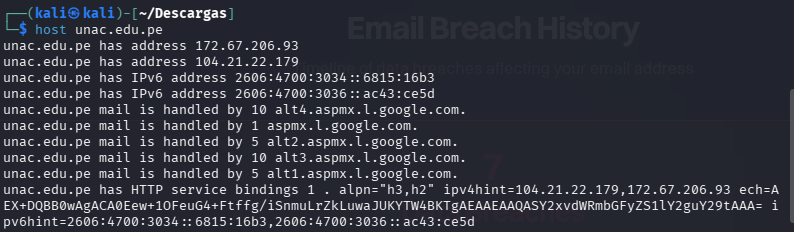 ┌──(kali㉿kali)-[~/Descargas]
└─$ host unac.edu.pe
unac.edu.pe has address 172.67.206.93
unac.edu.pe has address 104.21.22.179
unac.edu.pe has IPv6 address 2606:4700:3034::6815:16b3
unac.edu.pe has IPv6 address 2606:4700:3036::ac43:ce5d
unac.edu.pe mail is handled by 10 alt4.aspmx.l.google.com.
unac.edu.pe mail is handled by 1 aspmx.l.google.com.
unac.edu.pe mail is handled by 5 alt2.aspmx.l.google.com.
unac.edu.pe mail is handled by 10 alt3.aspmx.l.google.com.
unac.edu.pe mail is handled by 5 alt1.aspmx.l.google.com.
unac.edu.pe has HTTP service bindings 1 . alpn="h3,h2" ipv4hint=104.21.22.179,172.67.206.93 ech=A
EX+DQBB0wAgACA0Eew+1OFeuG4+Ftffg/iSnmuLrZkLuwaJUKYTW4BKTgAEAAEAAQASY2xvdWRmbGFyZS1lY2guY29tAAA= i
pv6hint=2606:4700:3034::6815:16b3,2606:4700:3036::ac43:ce5d
Email Breach History
Timeline of data breaches affecting your email address
7